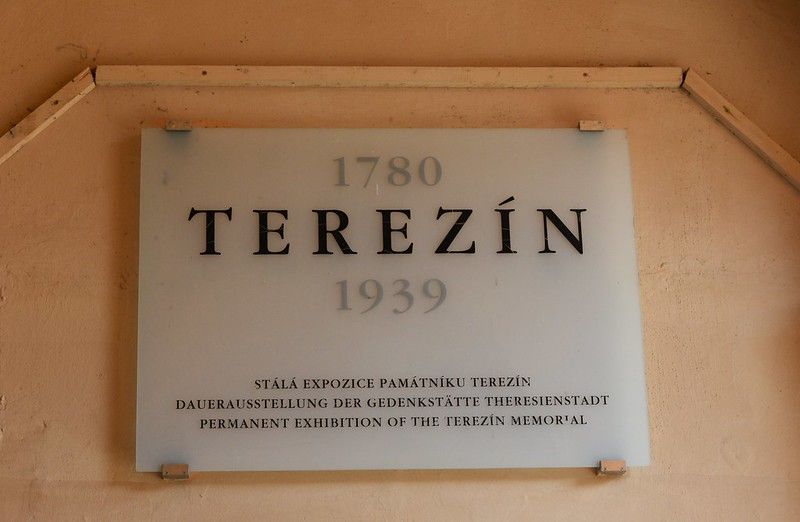 1780
TEREZÍN
1939
STÁLÁ EXPOZICE PAMÁTNÍKU TEREZÍN
DAUERAUSSTELLUNG DER GEDENKSTÄTTE THERESIENSTADT
PERMANENT EXHIBITION OF THE TEREZÍN MEMORIAL